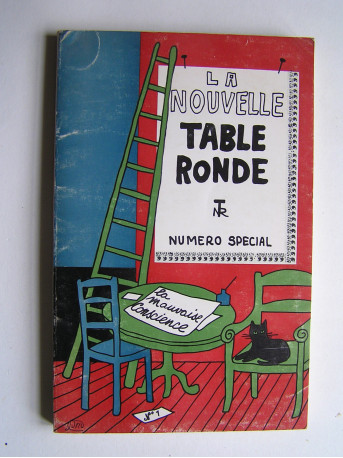 LA
NOUVELLE
TABLE
RONDE
NTR
NUMERO SPECIAL
la
mauvaise
Conscience
N° 1